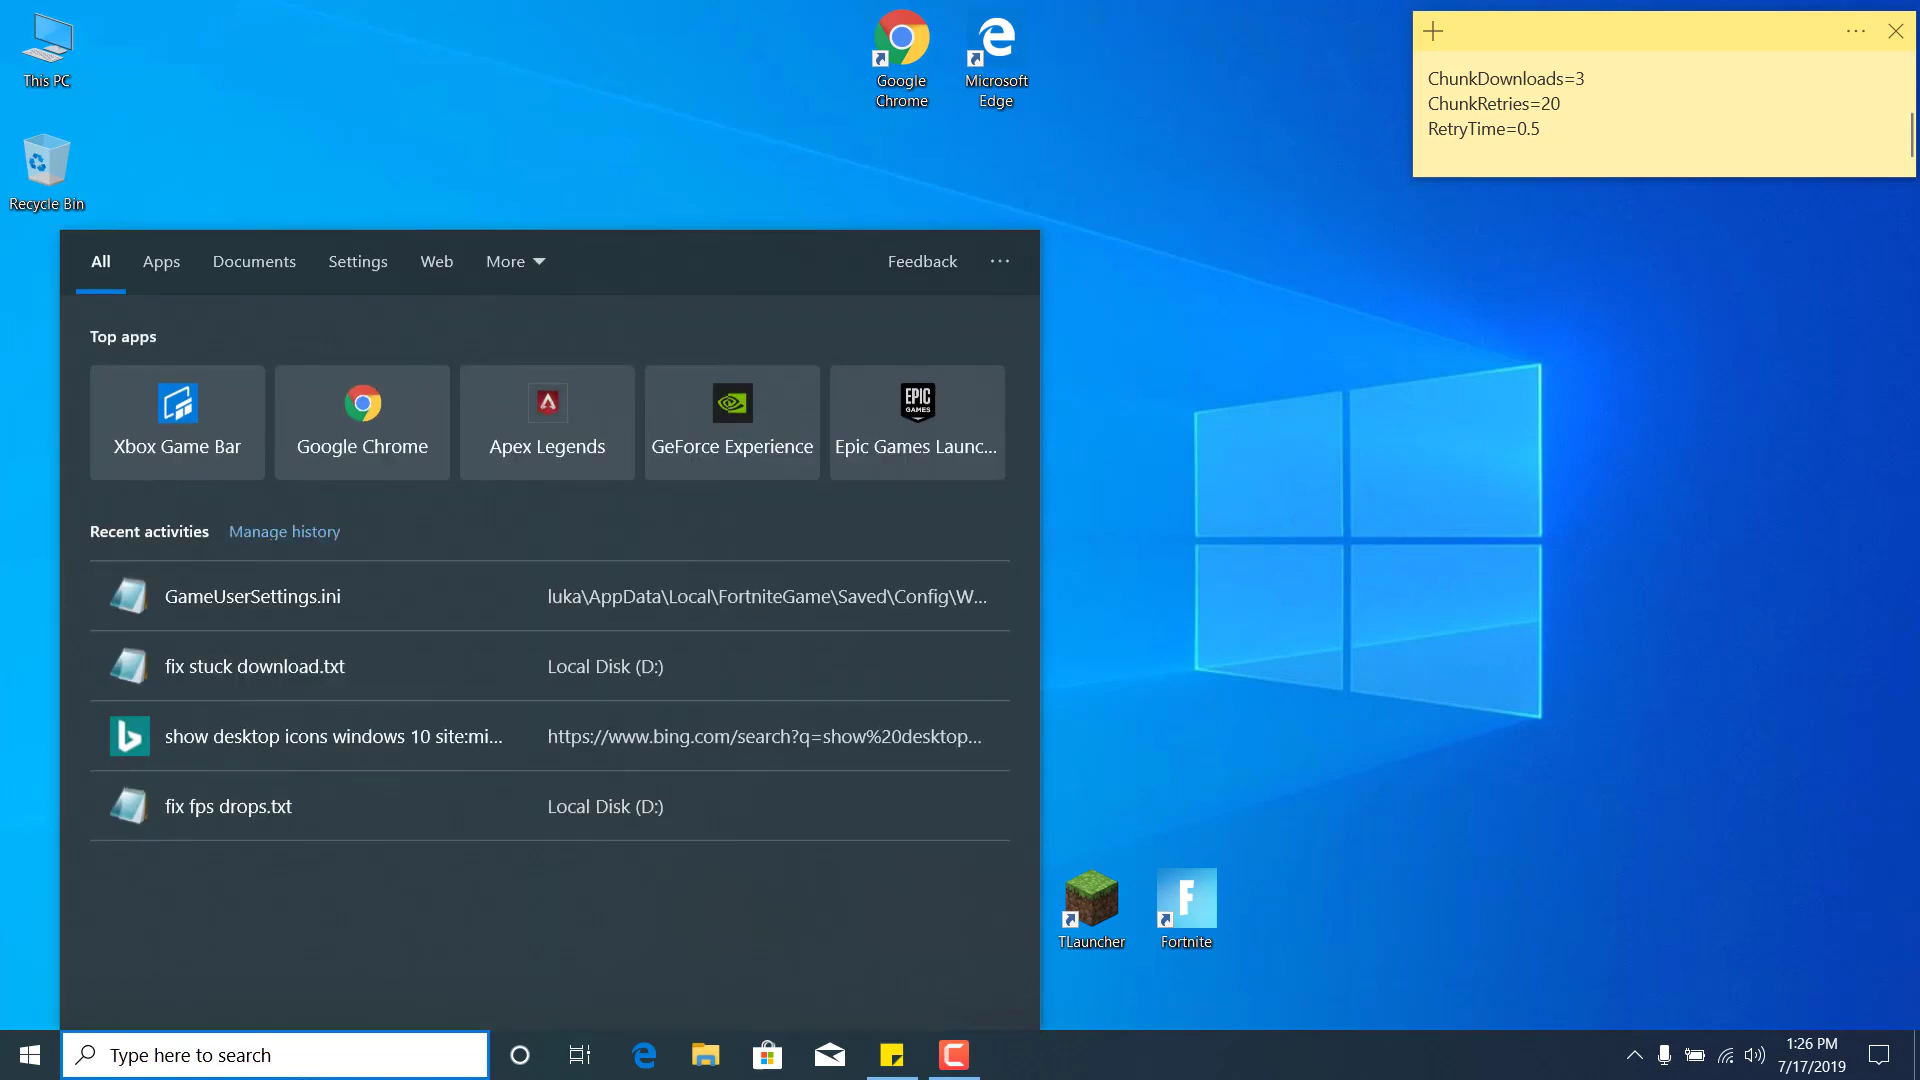 This PC
Recycle Bin
Google
Chrome
Microsoft
Edge
ChunkDownloads=3
ChunkRetries=20
RetryTime=0.5
All Apps Documents Settings Web More Feedback
Top apps
Xbox Game Bar
Google Chrome
Apex Legends
GeForce Experience
EPIC
GAMES
Epic Games Launc...
Recent activities Manage history
GameUserSettings.ini luka\AppData\Local\FortniteGame\Saved\Config\W...
fix stuck download.txt Local Disk (D:)
show desktop icons windows 10 site:mi... https://www.bing.com/search?q=show%20desktop...
fix fps drops.txt Local Disk (D:)
F
TLauncher
Fortnite
Type here to search
1:26 PM
7/17/2019